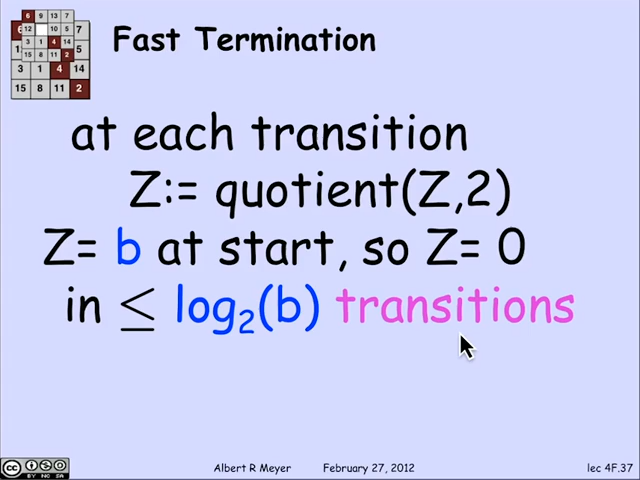 Fast Termination
at each transition
Z:= quotient(Z,2)
Z= b at start, so Z= 0
in ≤ log₂(b) transitions
Albert R Meyer February 27, 2012 lec 4F.37